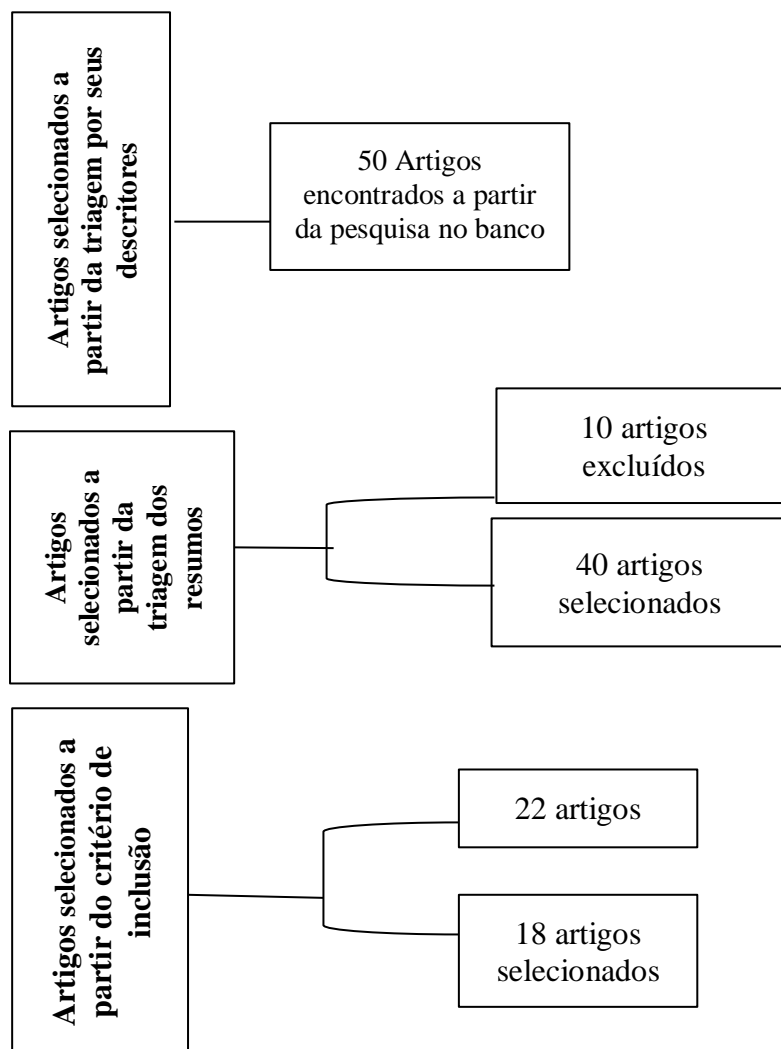 Artigos selecionados a
partir da triagem por seus
descritores
50 Artigos
encontrados a partir
da pesquisa no banco
Artigos
selecionados a
partir da
triagem dos
resumos
10 artigos
excluídos
40 artigos
selecionados
Artigos selecionados a
partir do critério de
inclusão
22 artigos
18 artigos
selecionados